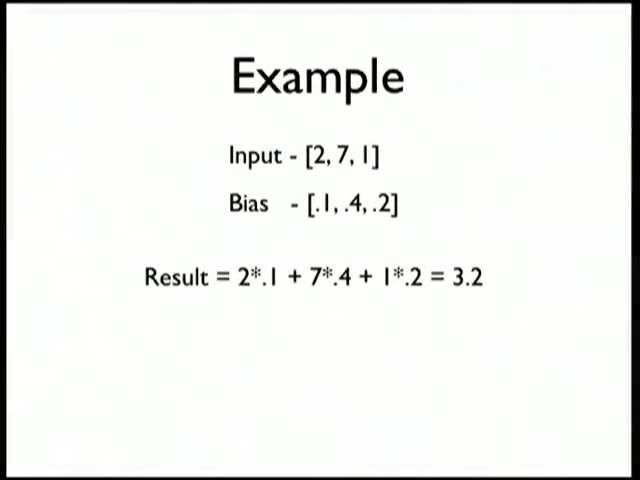 Example
Input - [2, 7, 1]
Bias - [.1, .4, .2]
Result = 2*.1 + 7*.4 + 1*.2 = 3.2